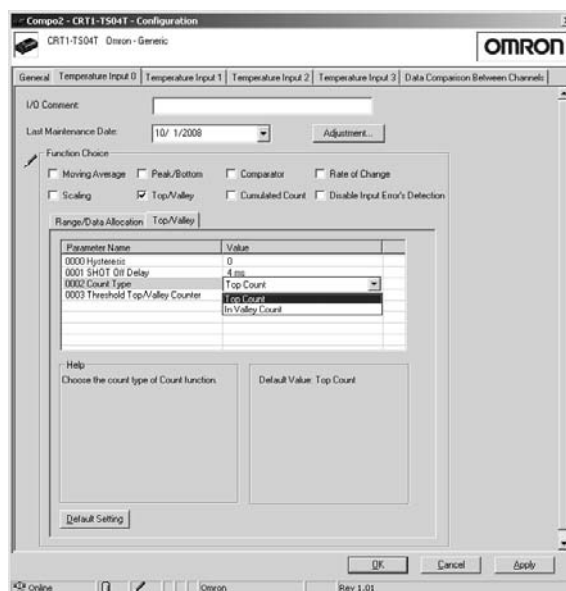 Compo2 - CRT1-TS04T - Configuration
CRT1-TS04T Omron - Generic
OMRON
General Temperature Input 0 Temperature Input 1 Temperature Input 2 Temperature Input 3 Data Comparison Between Channels
I/O Comment:
Last Maintenance Date: 10/ 1/2008 Adjustment...
Function Choice
Moving Average Peak/Bottom Comparator Rate of Change
Scaling Top/Valley Cumulated Count Disable Input Error's Detection
Range/Data Allocation Top/Valley
Parameter Name Value
0000 Hysteresis 0
0001 SHOT Off Delay 4 ms
0002 Count Type Top Count
0003 Threshold Top/Valley Counter Top Count
In Valley Count
Help
Choose the count type of Count function. Default Value: Top Count
Default Setting
OK Cancel Apply
Online Omron Rev 1.01